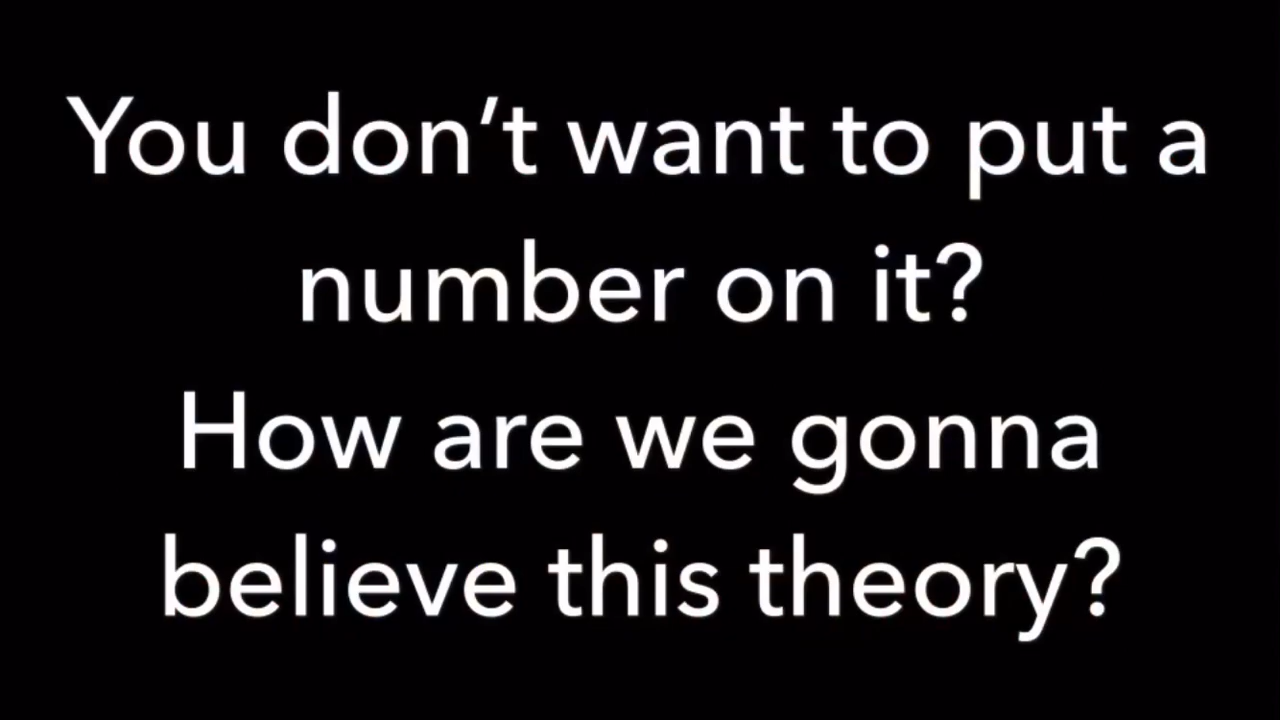 You don’t want to put a
number on it?
How are we gonna
believe this theory?